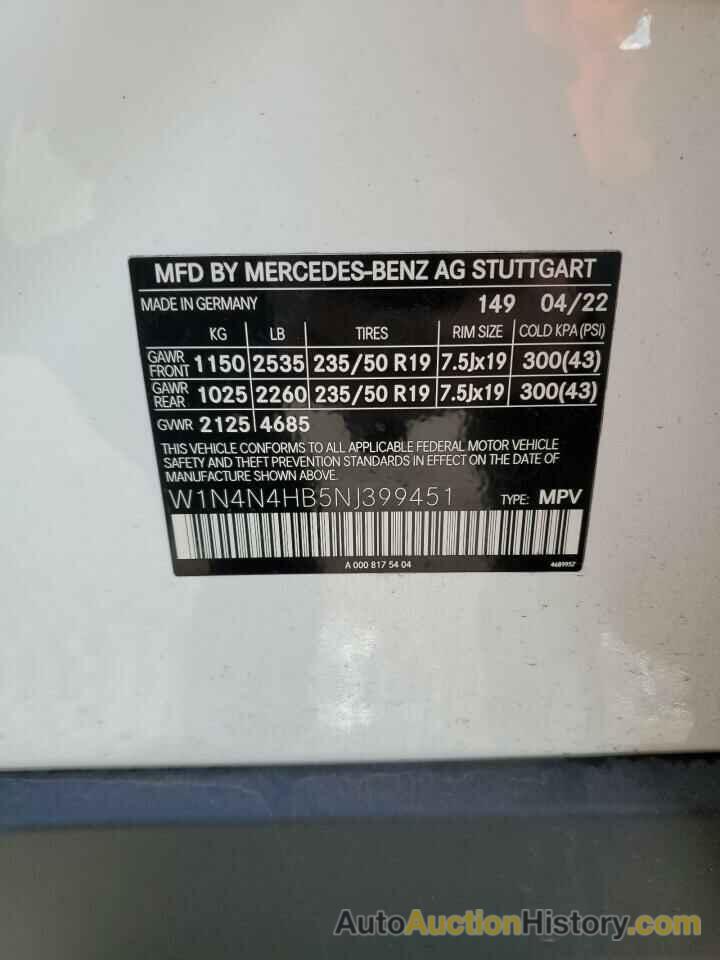 MFD BY MERCEDES-BENZ AG STUTTGART
MADE IN GERMANY 149 04/22
KG LB TIRES RIM SIZE COLD KPA (PSI)
GAWR FRONT 1150 2535 235/50 R19 7.5Jx19 300(43)
GAWR REAR 1025 2260 235/50 R19 7.5Jx19 300(43)
GVWR 2125 4685
THIS VEHICLE CONFORMS TO ALL APPLICABLE FEDERAL MOTOR VEHICLE
SAFETY AND THEFT PREVENTION STANDARDS IN EFFECT ON THE DATE OF
MANUFACTURE SHOWN ABOVE.
W1N4N4HB5NJ399451 TYPE: MPV
A 000 817 54 04 4689957
AutoAuctionHistory.com